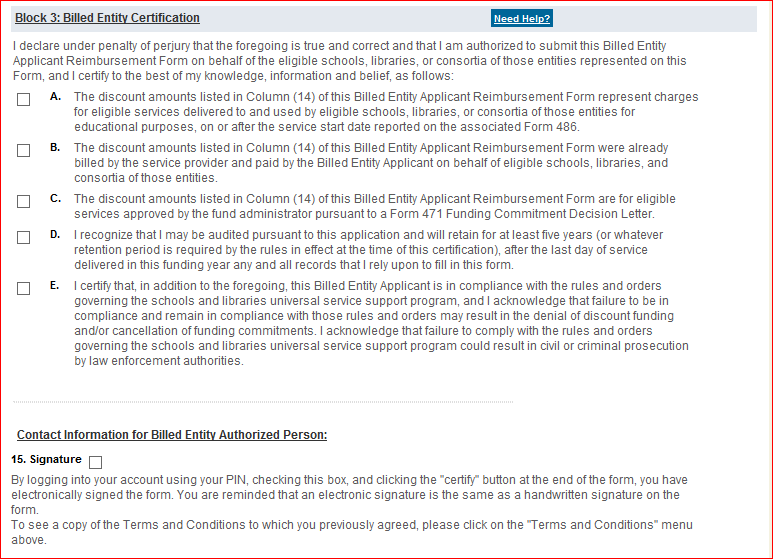 Block 3: Billed Entity Certification Need Help?
I declare under penalty of perjury that the foregoing is true and correct and that I am authorized to submit this Billed Entity
Applicant Reimbursement Form on behalf of the eligible schools, libraries, or consortia of those entities represented on this
Form, and I certify to the best of my knowledge, information and belief, as follows:
A. The discount amounts listed in Column (14) of this Billed Entity Applicant Reimbursement Form represent charges
for eligible services delivered to and used by eligible schools, libraries, or consortia of those entities for
educational purposes, on or after the service start date reported on the associated Form 486.
B. The discount amounts listed in Column (14) of this Billed Entity Applicant Reimbursement Form were already
billed by the service provider and paid by the Billed Entity Applicant on behalf of eligible schools, libraries, and
consortia of those entities.
C. The discount amounts listed in Column (14) of this Billed Entity Applicant Reimbursement Form are for eligible
services approved by the fund administrator pursuant to a Form 471 Funding Commitment Decision Letter.
D. I recognize that I may be audited pursuant to this application and will retain for at least five years (or whatever
retention period is required by the rules in effect at the time of this certification), after the last day of service
delivered in this funding year any and all records that I rely upon to fill in this form.
E. I certify that, in addition to the foregoing, this Billed Entity Applicant is in compliance with the rules and orders
governing the schools and libraries universal service support program, and I acknowledge that failure to be in
compliance and remain in compliance with those rules and orders may result in the denial of discount funding
and/or cancellation of funding commitments. I acknowledge that failure to comply with the rules and orders
governing the schools and libraries universal service support program could result in civil or criminal prosecution
by law enforcement authorities.
Contact Information for Billed Entity Authorized Person:
15. Signature
By logging into your account using your PIN, checking this box, and clicking the "certify" button at the end of the form, you have
electronically signed the form. You are reminded that an electronic signature is the same as a handwritten signature on the
form.
To see a copy of the Terms and Conditions to which you previously agreed, please click on the "Terms and Conditions" menu
above.